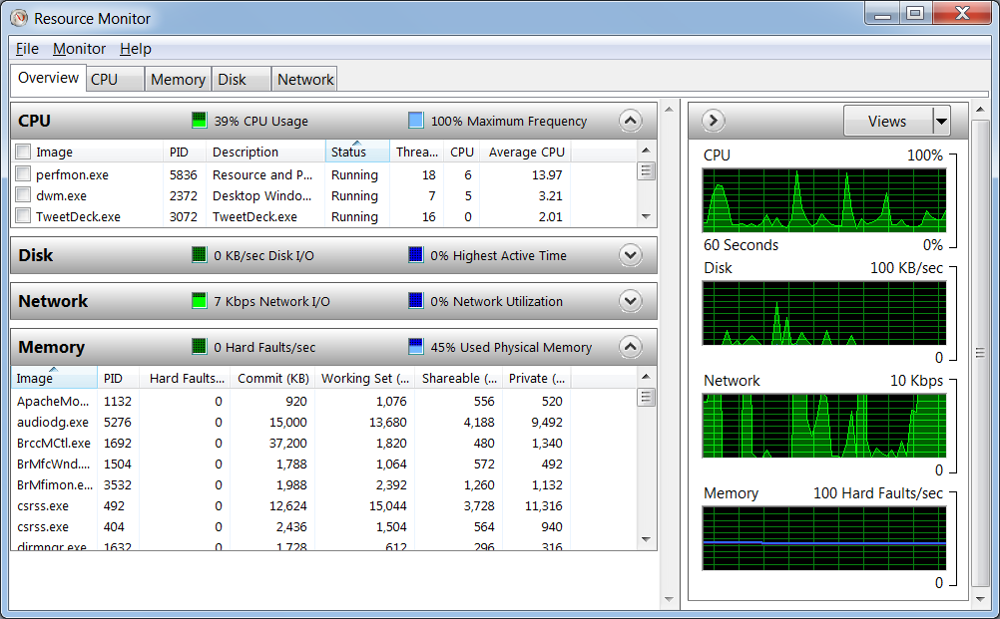 Resource Monitor
File Monitor Help
Overview CPU Memory Disk Network
CPU 39% CPU Usage 100% Maximum Frequency
Image PID Description Status Threa... CPU Average CPU
perfmon.exe 5836 Resource and P... Running 18 6 13.97
dwm.exe 2372 Desktop Windo... Running 7 5 3.21
TweetDeck.exe 3072 TweetDeck.exe Running 16 0 2.01
Disk 0 KB/sec Disk I/O 0% Highest Active Time
Network 7 Kbps Network I/O 0% Network Utilization
Memory 0 Hard Faults/sec 45% Used Physical Memory
Image PID Hard Faults... Commit (KB) Working Set (... Shareable (... Private (...
ApacheMo... 1132 0 920 1,076 556 520
audiodg.exe 5276 0 15,000 13,680 4,188 9,492
BrccMCtl.exe 1692 0 37,200 1,820 480 1,340
BrMfcWnd.... 1504 0 1,788 1,064 572 492
BrMfimon.e... 3532 0 1,988 2,392 1,260 1,132
csrss.exe 492 0 12,624 15,044 3,728 11,316
csrss.exe 404 0 2,436 1,504 564 940
dirmngr.exe 1632 0 1,728 612 296 316
Views
CPU 100%
60 Seconds 0%
Disk 100 KB/sec
0
Network 10 Kbps
0
Memory 100 Hard Faults/sec
0